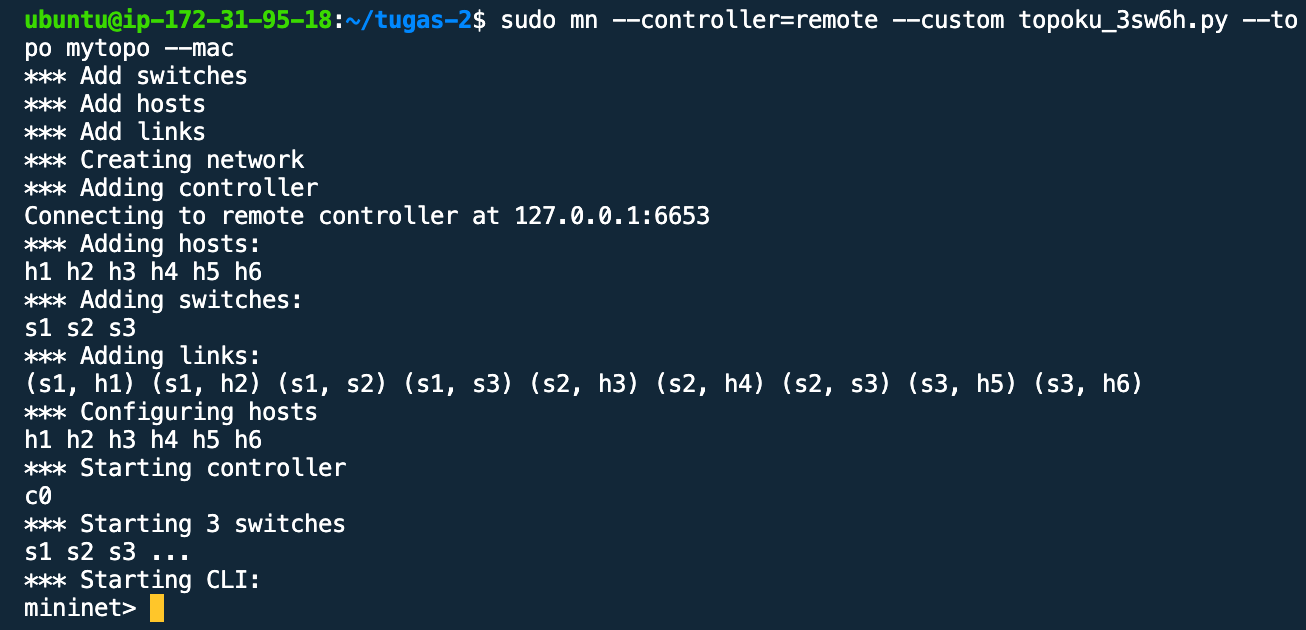 ubuntu@ip-172-31-95-18:~/tugas-2$ sudo mn --controller=remote --custom topoku_3sw6h.py --to
po mytopo --mac
*** Add switches
*** Add hosts
*** Add links
*** Creating network
*** Adding controller
Connecting to remote controller at 127.0.0.1:6653
*** Adding hosts:
h1 h2 h3 h4 h5 h6
*** Adding switches:
s1 s2 s3
*** Adding links:
(s1, h1) (s1, h2) (s1, s2) (s1, s3) (s2, h3) (s2, h4) (s2, s3) (s3, h5) (s3, h6)
*** Configuring hosts
h1 h2 h3 h4 h5 h6
*** Starting controller
c0
*** Starting 3 switches
s1 s2 s3 ...
*** Starting CLI:
mininet>